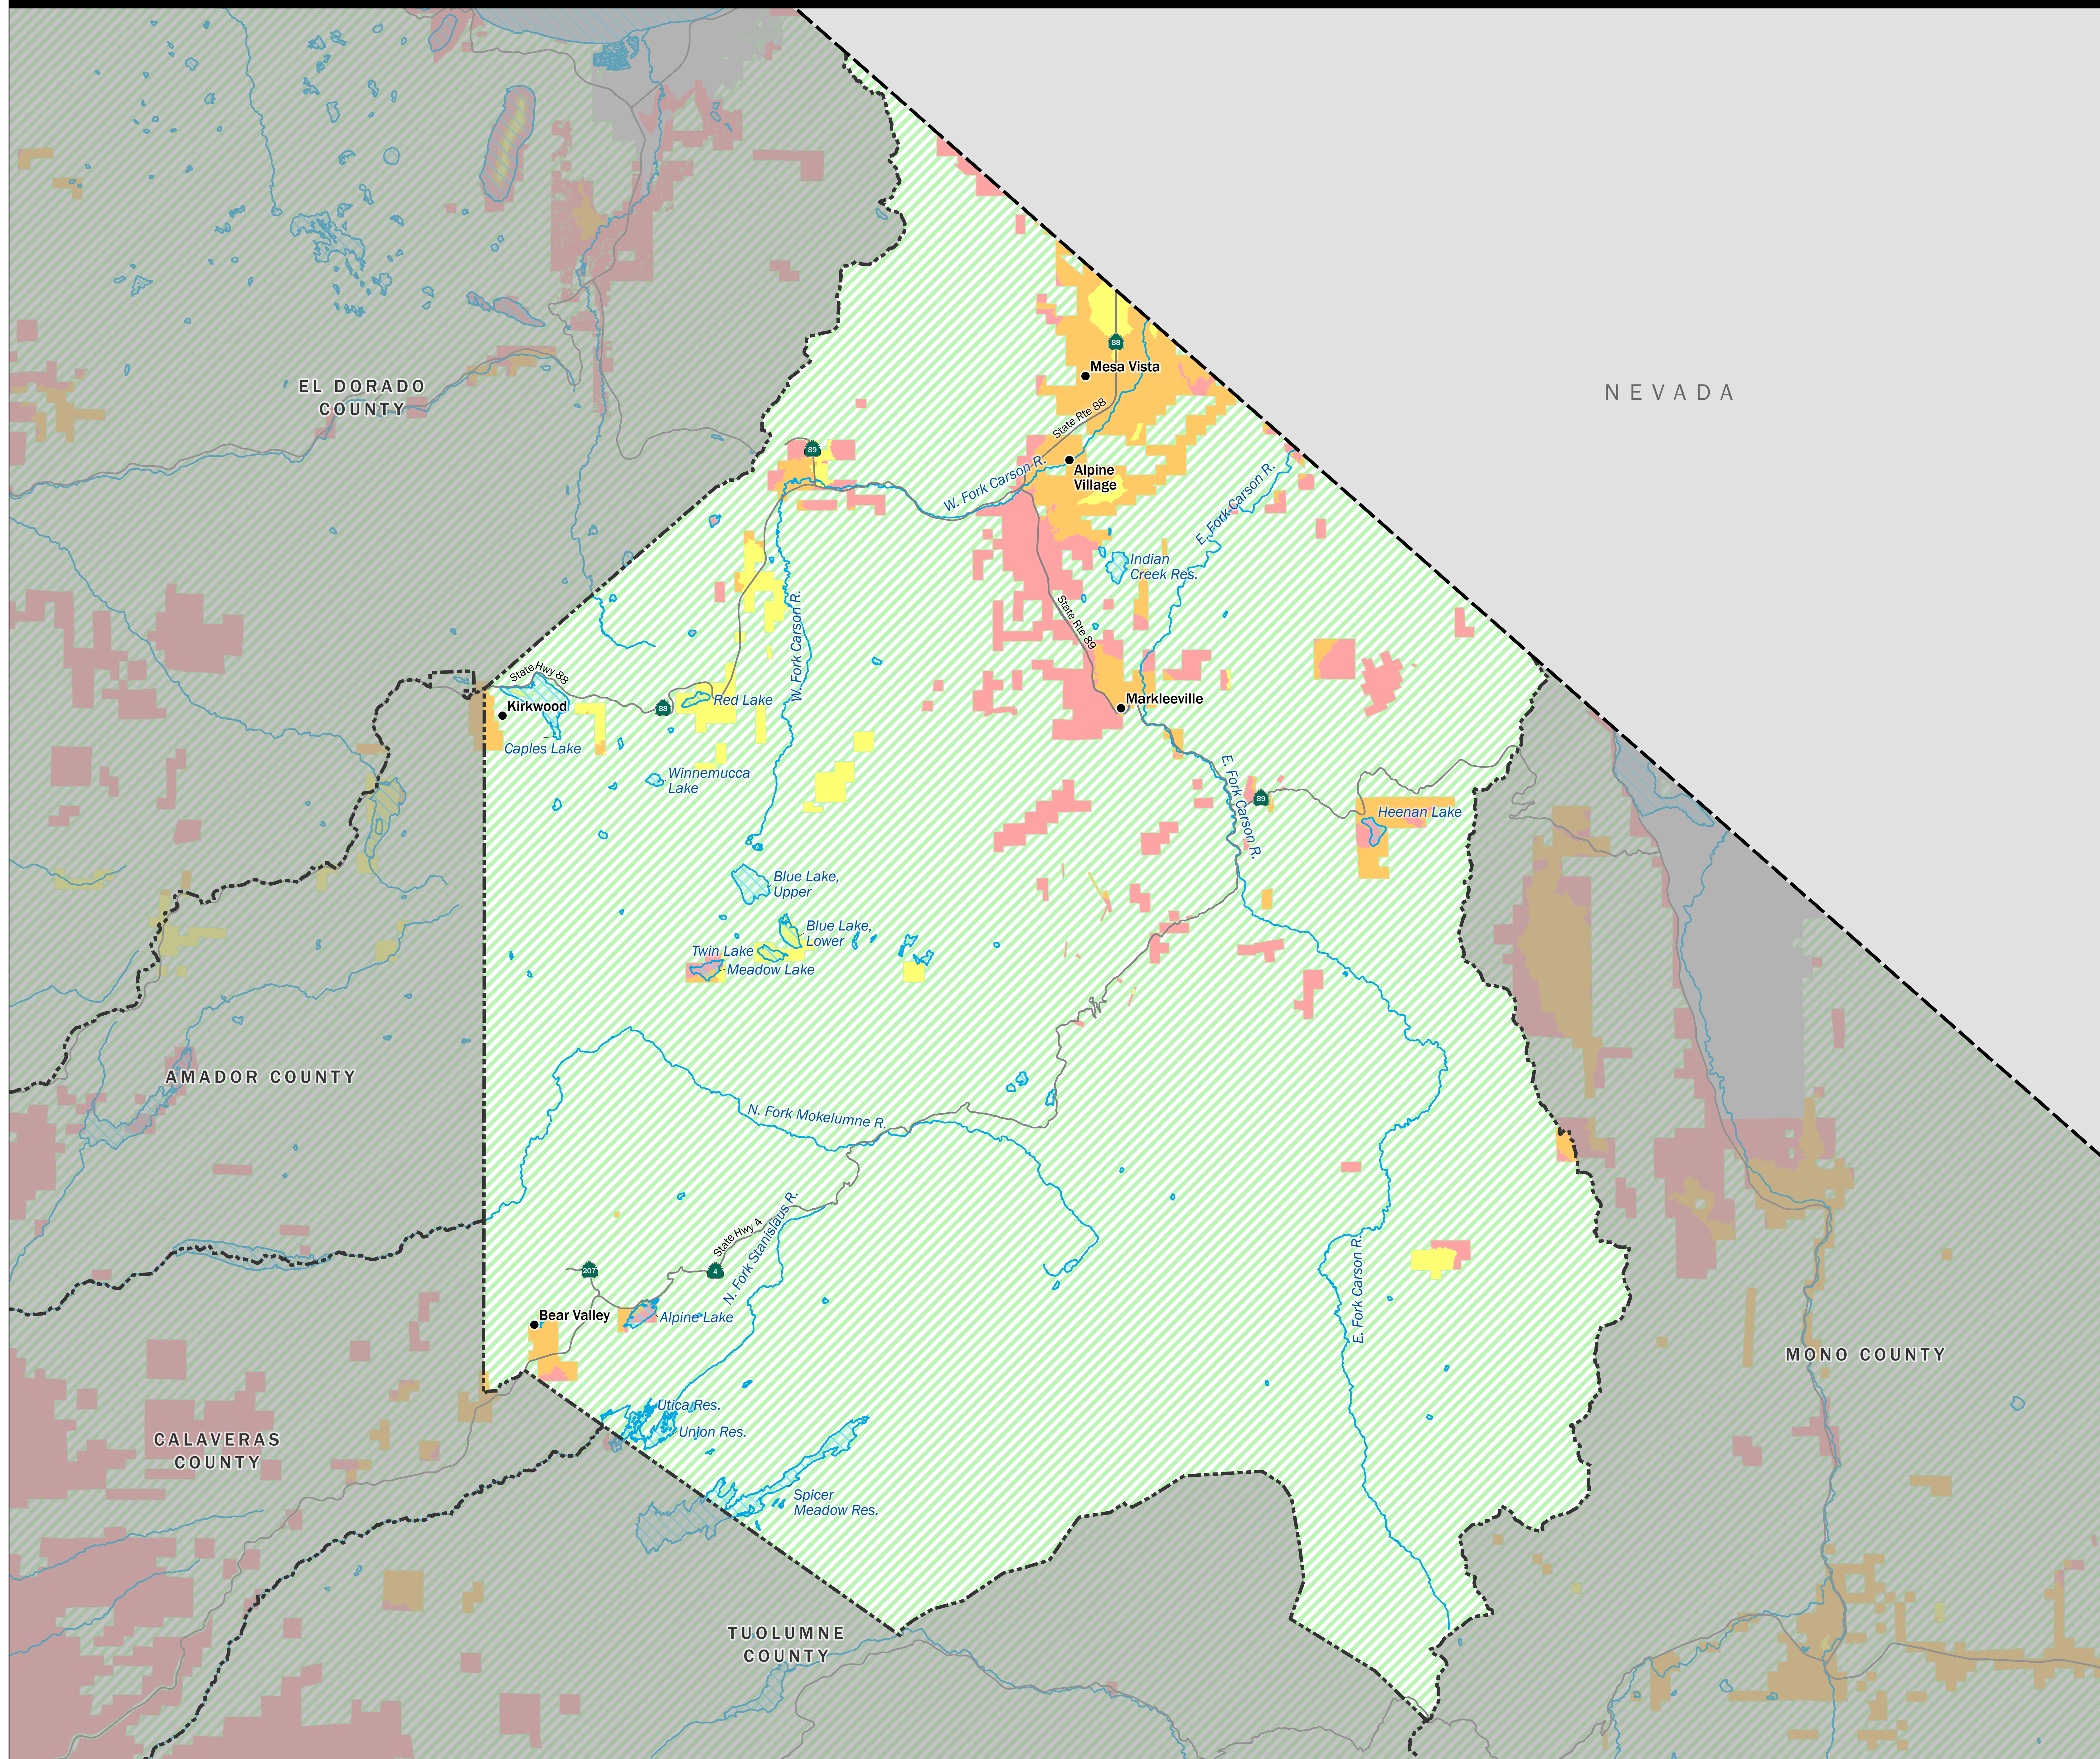 NEVADA
88
Mesa Vista
EL DORADO
COUNTY
State Rte 88
89
Alpine
Village
W. Fork Carson R.
E. Fork Carson R.
Indian
Creek Res.
State Rte 89
W. Fork Carson R.
State Hwy 88
88
Red Lake
Kirkwood
Markleeville
Caples Lake
Winnemucca
Lake
E. Fork Carson R.
89
Heenan Lake
Blue Lake,
Upper
Blue Lake,
Lower
Twin Lake
Meadow Lake
AMADOR COUNTY
N. Fork Mokelumne R.
State Hwy 4
N. Fork Stanislaus R.
207
4
E. Fork Carson R.
Bear Valley
Alpine Lake
MONO COUNTY
Utica Res.
Union Res.
CALAVERAS
COUNTY
Spicer
Meadow Res.
TUOLUMNE
COUNTY